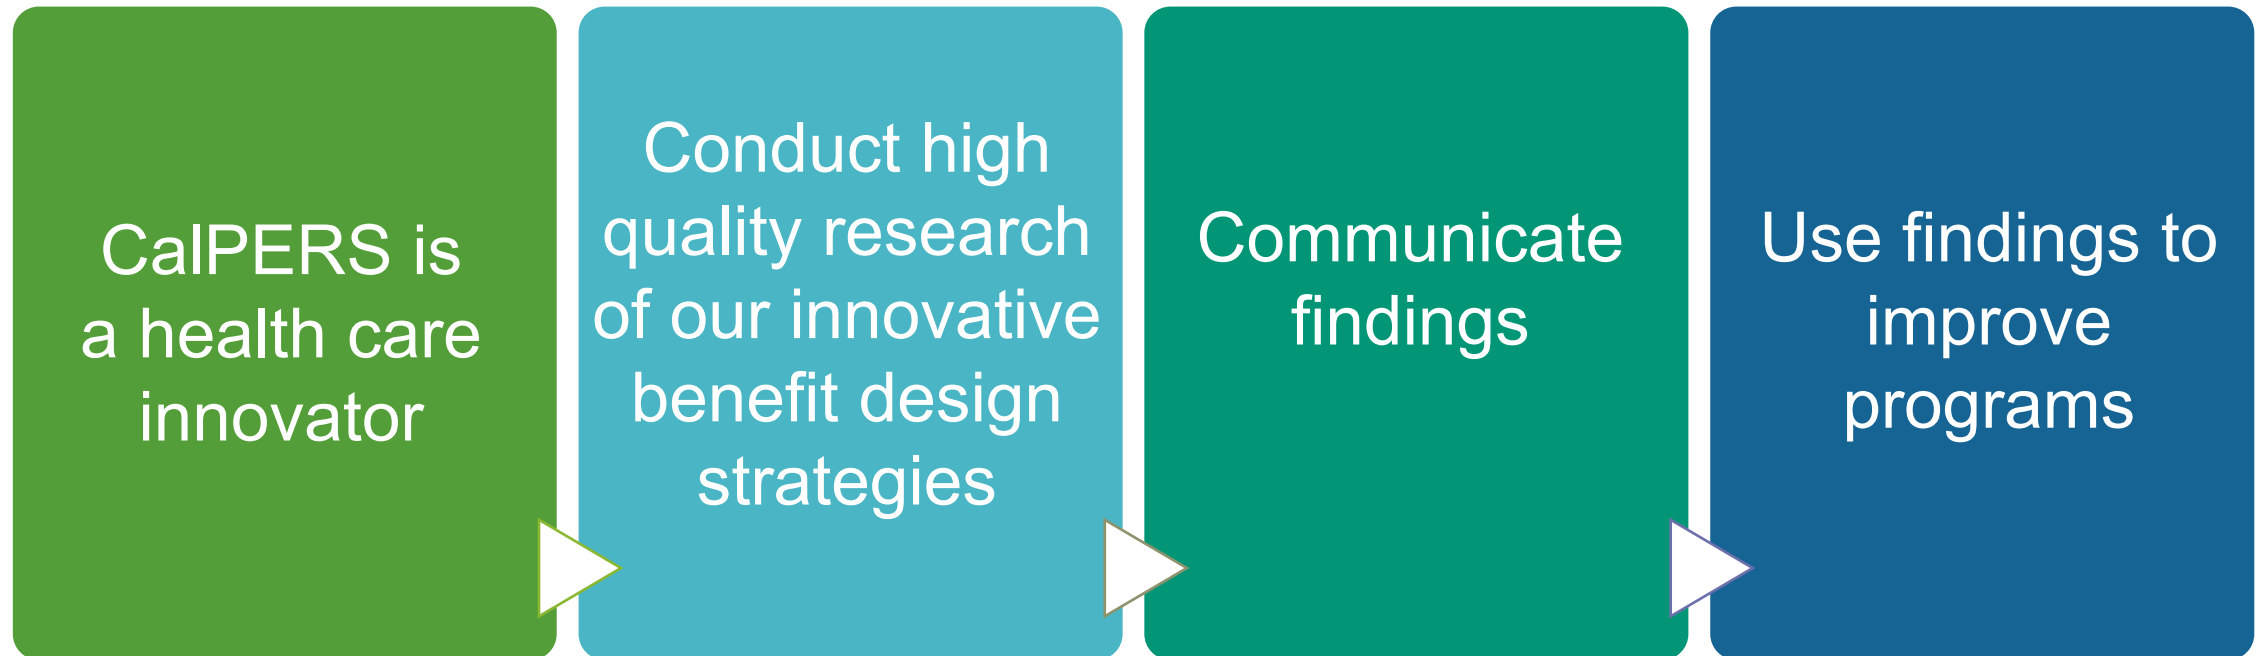 CalPERS is
a health care
innovator
Conduct high
quality research
of our innovative
benefit design
strategies
Communicate
findings
Use findings to
improve
programs